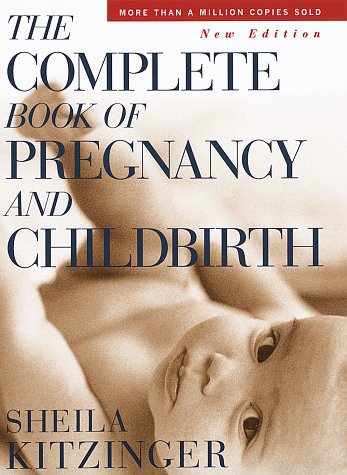 MORE THAN A MILLION COPIES SOLD
New Edition
THE
COMPLETE
BOOK OF
PREGNANCY
AND
CHILDBIRTH
SHEILA
KITZINGER